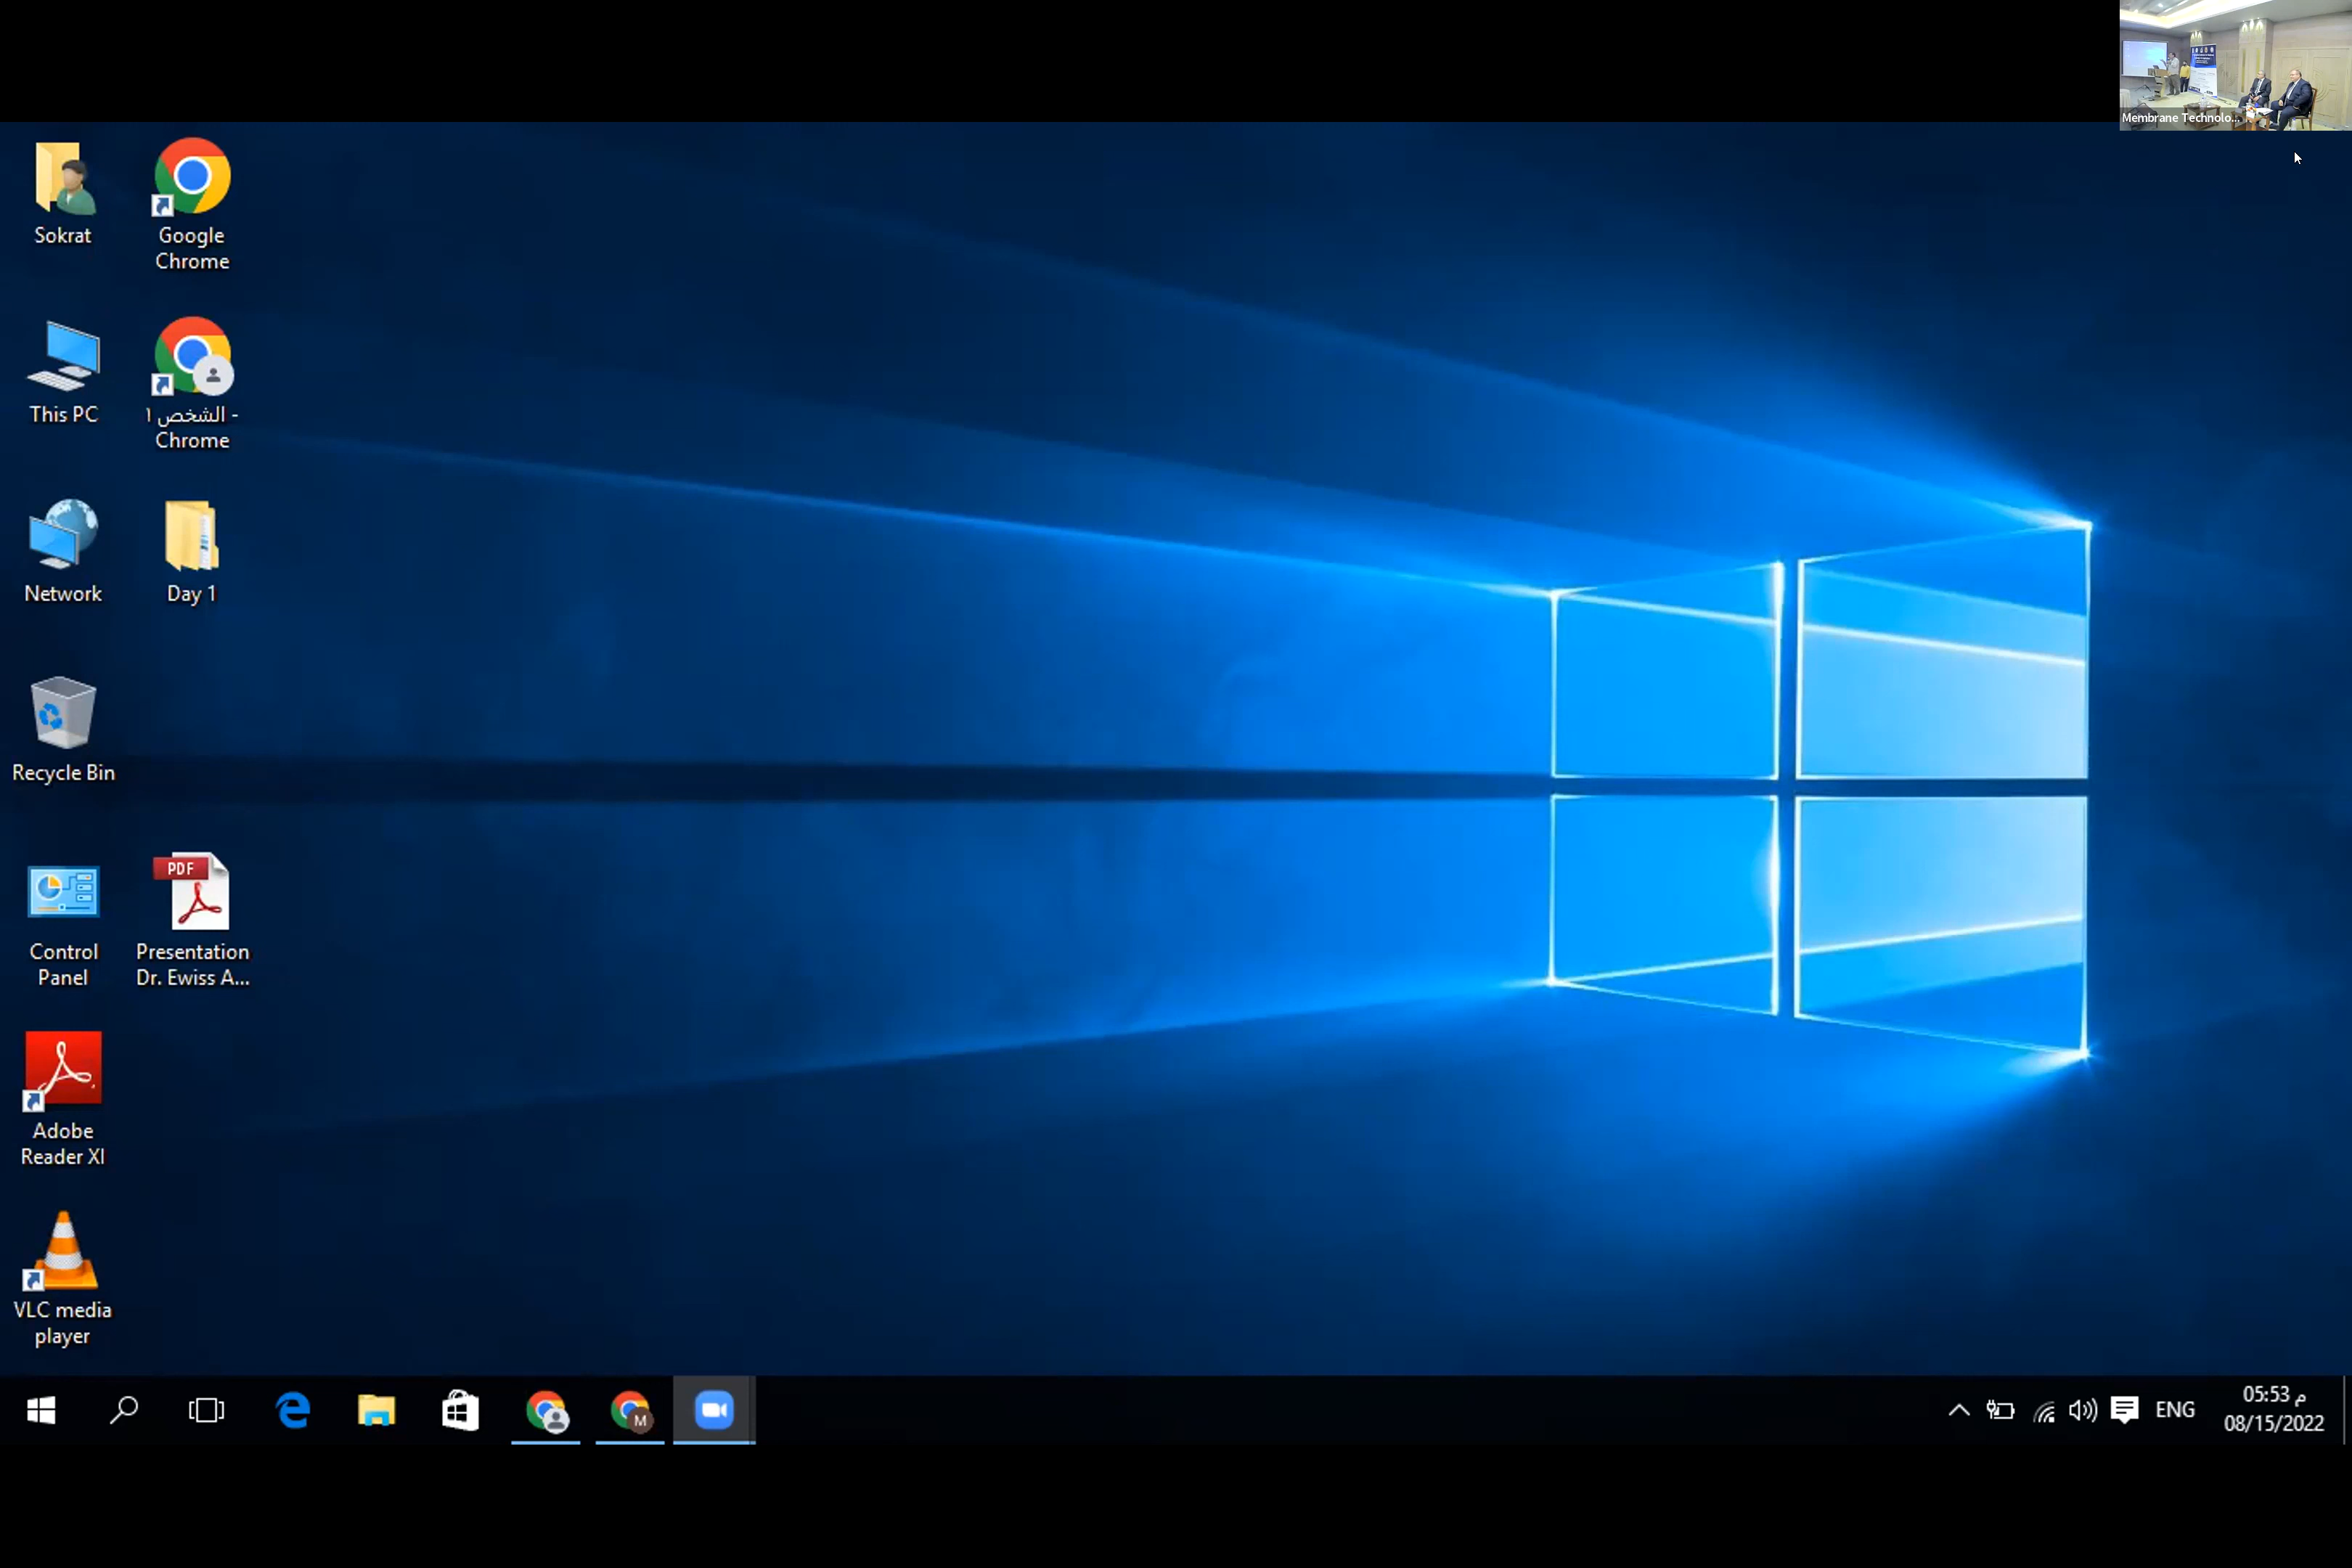 Membrane Technolo...
Sokrat
Google
Chrome
This PC
الشخص ١ -
Chrome
Network
Day 1
Recycle Bin
Control
Panel
PDF
Presentation
Dr. Ewiss A...
Adobe
Reader XI
VLC media
player
M
ENG
05:53 م
08/15/2022